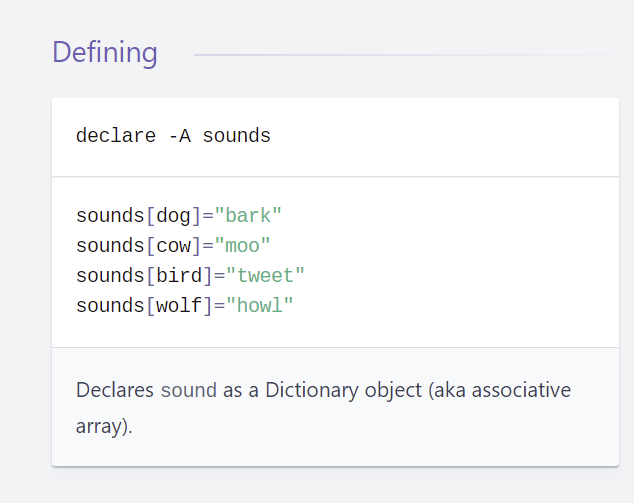 Defining
declare -A sounds
sounds[dog]="bark"
sounds[cow]="moo"
sounds[bird]="tweet"
sounds[wolf]="howl"
Declares sound as a Dictionary object (aka associative
array).